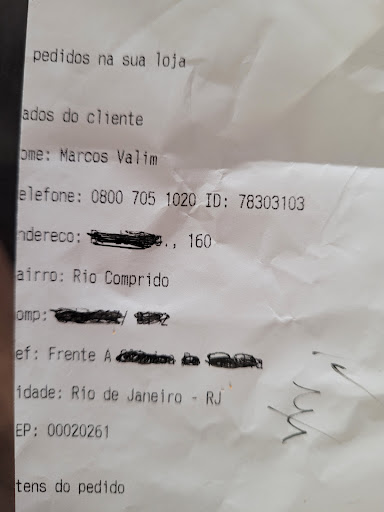 pedidos na sua loja
ados do cliente
ome: Marcos Valim
elefone: 0800 705 1020 ID: 78303103
ndereco: ., 160
airro: Rio Comprido
omp: /
ef: Frente A
idade: Rio de Janeiro - RJ
EP: 00020261
tens do pedido